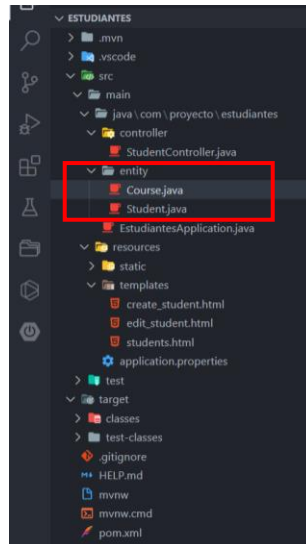 ESTUDIANTES
.mvn
.vscode
src
main
java \ com \ proyecto \ estudiantes
controller
StudentController.java
entity
Course.java
Student.java
EstudiantesApplication.java
resources
static
templates
create_student.html
edit_student.html
students.html
application.properties
test
target
classes
test-classes
.gitignore
HELP.md
mvnw
mvnw.cmd
pom.xml